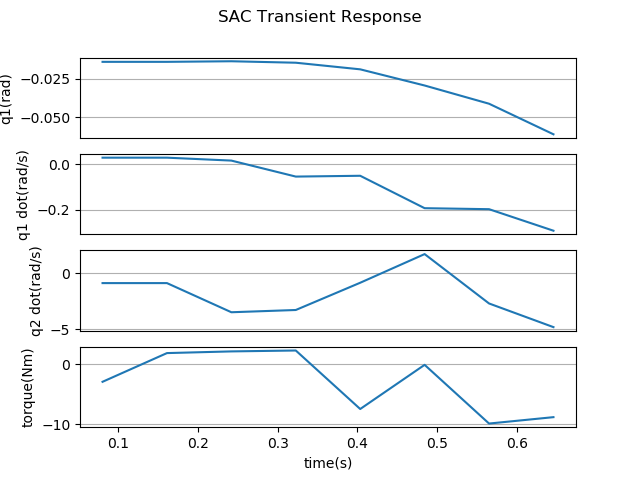 SAC Transient Response
−0.025
−0.050
q1(rad)
0.0
−0.2
q1 dot(rad/s)
0
−5
q2 dot(rad/s)
0
−10
torque(Nm)
0.1 0.2 0.3 0.4 0.5 0.6
time(s)